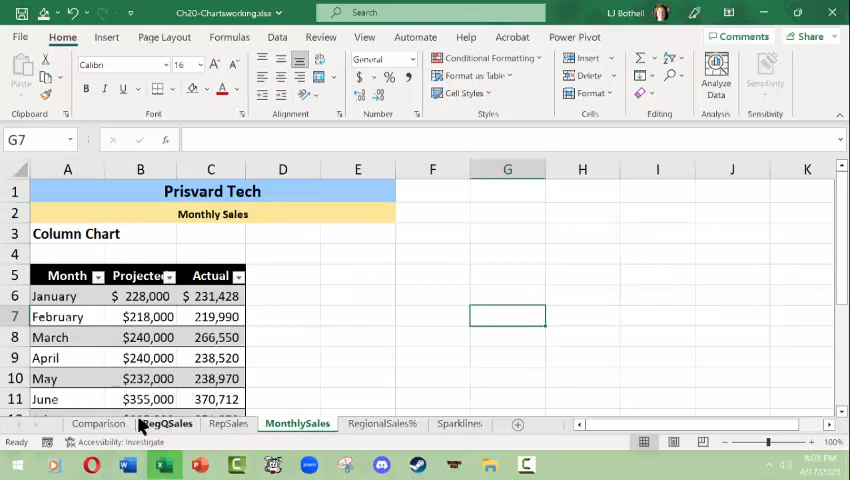 Ch20-Chartsworking.xlsx
Search
LJ Bothell
File Home Insert Page Layout Formulas Data Review View Automate Help Acrobat Power Pivot Comments Share
Paste
Calibri 16 A A
B I U A
General
$ % ,
Conditional Formatting
Format as Table
Cell Styles
Insert
Delete
Format
Analyze
Data
Sensitivity
Clipboard Font Alignment Number Styles Cells Editing Analysis Sensitivity
G7 fx
A B C D E F G H I J K
1 Prisvard Tech
2 Monthly Sales
3 Column Chart
4
5 Month Projected Actual
6 January $ 228,000 $ 231,428
7 February $218,000 219,990
8 March $240,000 266,550
9 April $240,000 238,520
10 May $232,000 238,970
11 June $355,000 370,712
Comparison RegQSales RepSales MonthlySales RegionalSales% Sparklines
Ready Accessibility: Investigate 100%
8:03 PM